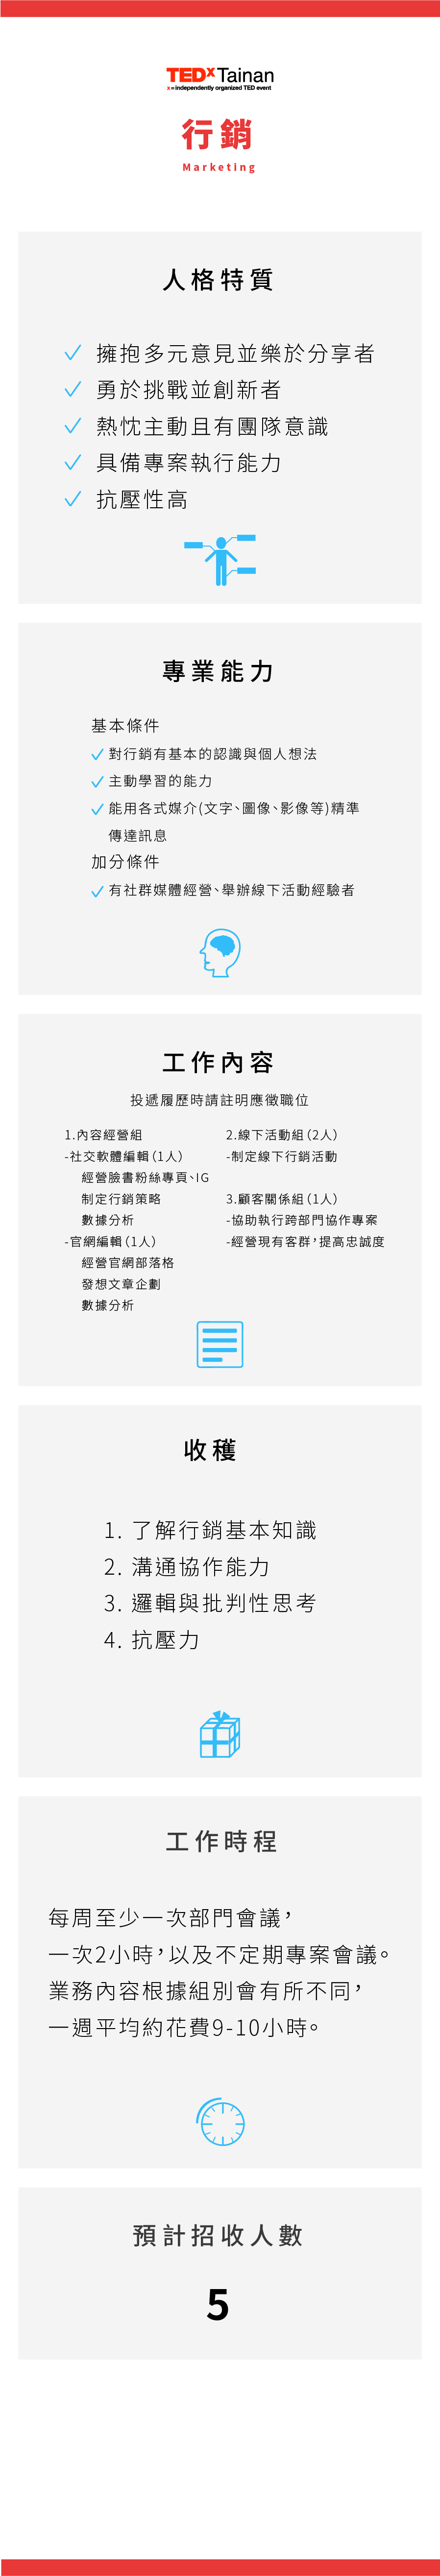 TEDxTainan
x = independently organized TED event
行銷
Marketing
人格特質
擁抱多元意見並樂於分享者
勇於挑戰並創新者
熱忱主動且有團隊意識
具備專案執行能力
抗壓性高
專業能力
基本條件
對行銷有基本的認識與個人想法
主動學習的能力
能用各式媒介(文字、圖像、影像等)精準
傳達訊息
加分條件
有社群媒體經營、舉辦線下活動經驗者
工作內容
投遞履歷時請註明應徵職位
1.內容經營組
-社交軟體編輯(1人)
經營臉書粉絲專頁、IG
制定行銷策略
數據分析
-官網編輯(1人)
經營官網部落格
發想文章企劃
數據分析
2.線下活動組(2人)
-制定線下行銷活動
3.顧客關係組(1人)
-協助執行跨部門協作專案
-經營現有客群,提高忠誠度
收穫
1. 了解行銷基本知識
2. 溝通協作能力
3. 邏輯與批判性思考
4. 抗壓力
工作時程
每周至少一次部門會議,
一次2小時,以及不定期專案會議。
業務內容根據組別會有所不同,
一週平均約花費9-10小時。
預計招收人數
5